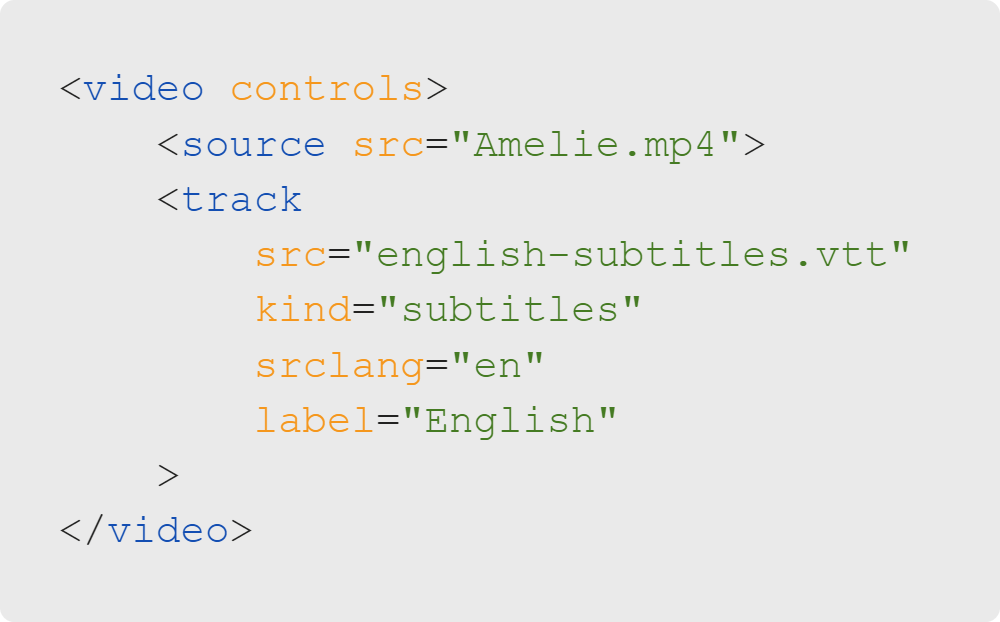 <video controls>
    <source src="Amelie.mp4">
    <track
        src="english-subtitles.vtt"
        kind="subtitles"
        srclang="en"
        label="English"
    >
</video>